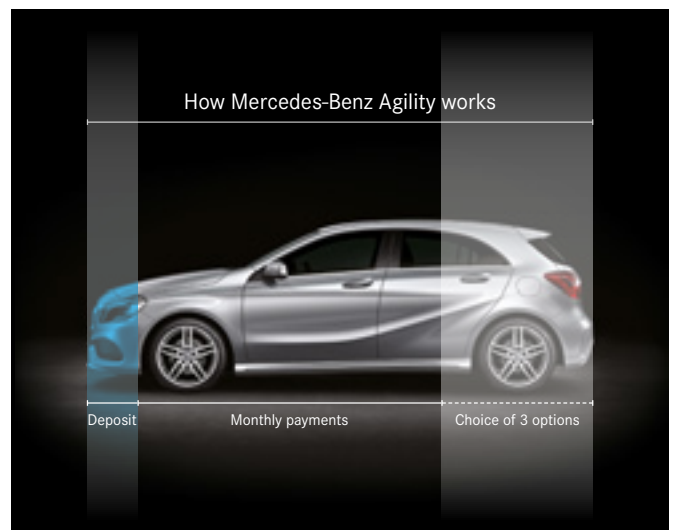 How Mercedes-Benz Agility works
Deposit
Monthly payments
Choice of 3 options